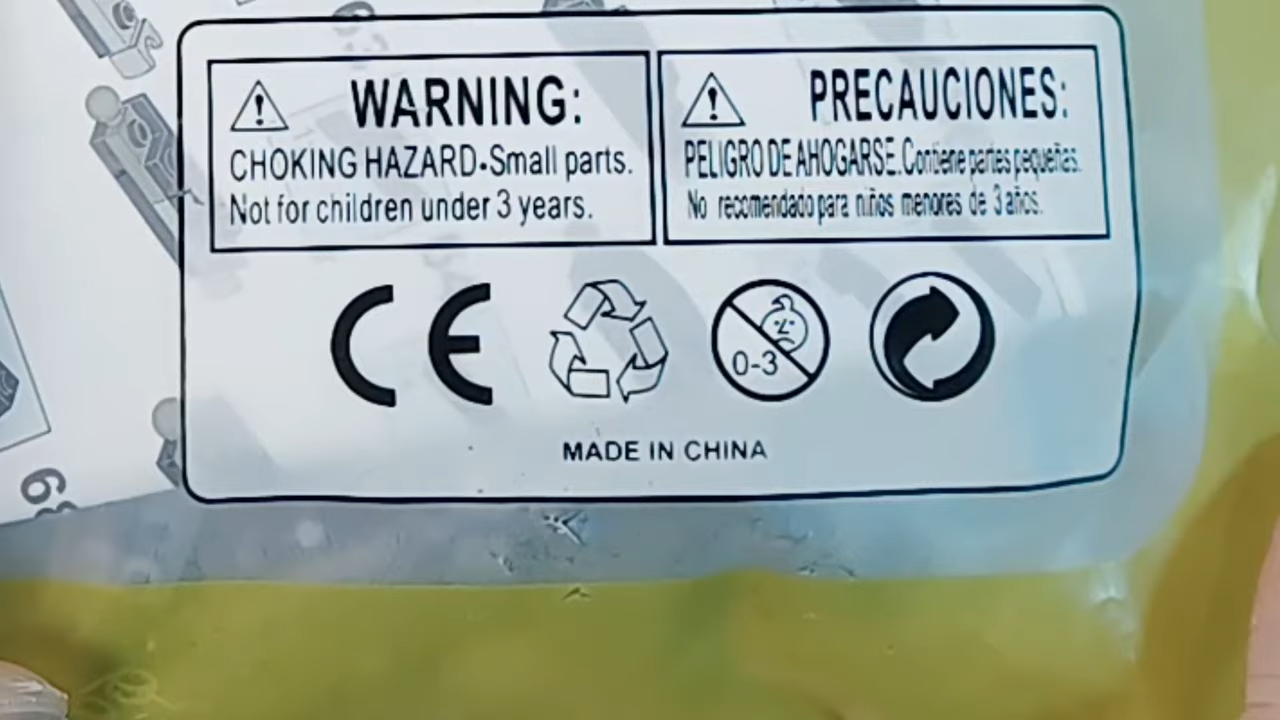 WARNING:
CHOKING HAZARD-Small parts.
Not for children under 3 years.
PRECAUCIONES:
PELIGRO DE AHOGARSE.Contiene partes pequeñas.
No recomendado para niños menores de 3 años.
CE
0-3
MADE IN CHINA